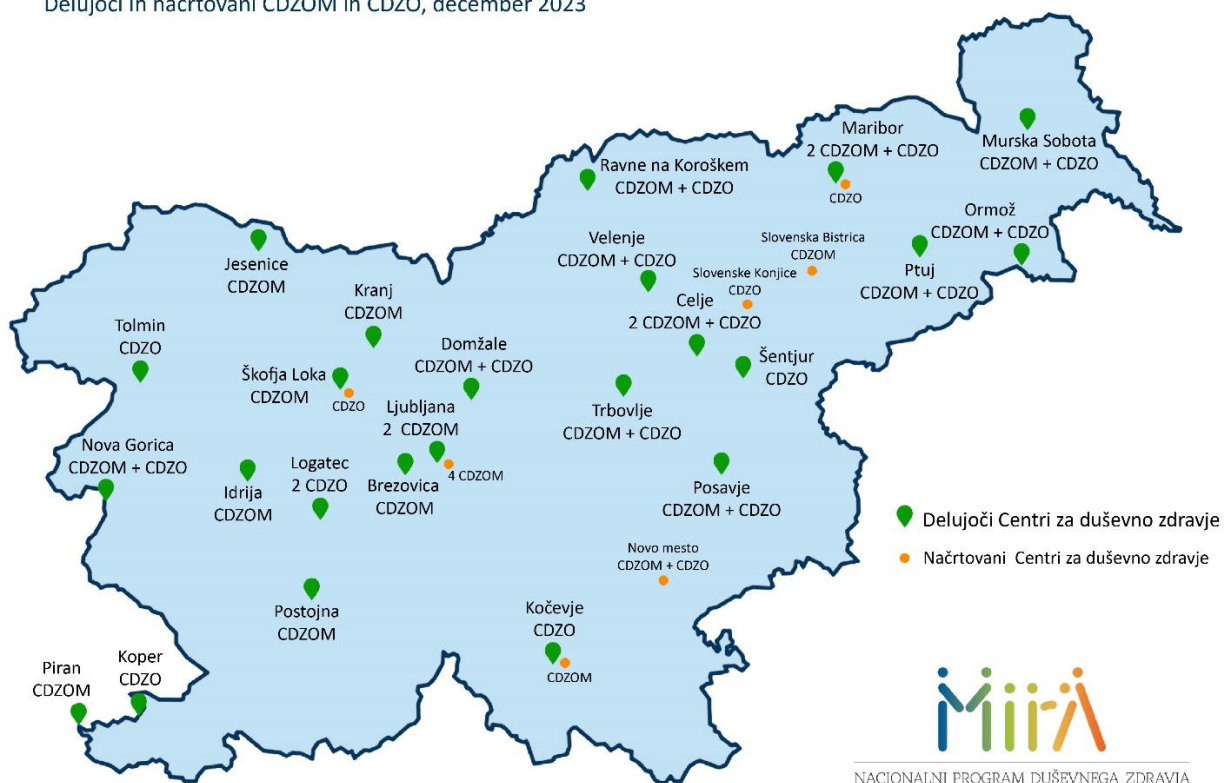 Delujoči in načrtovani CDZOM in CDZO, december 2023
Maribor
2 CDZOM + CDZO
CDZO
Murska Sobota
CDZOM + CDZO
Ravne na Koroškem
CDZOM + CDZO
Ormož
CDZOM + CDZO
Ptuj
CDZOM + CDZO
Slovenska Bistrica
CDZOM
Velenje
CDZOM + CDZO
Slovenske Konjice
CDZO
Celje
2 CDZOM + CDZO
Šentjur
CDZO
Jesenice
CDZOM
Kranj
CDZOM
Tolmin
CDZO
Domžale
CDZOM + CDZO
Škofja Loka
CDZOM
CDZO
Trbovlje
CDZOM + CDZO
Ljubljana
2 CDZOM
4 CDZOM
Nova Gorica
CDZOM + CDZO
Idrija
CDZOM
Logatec
2 CDZO
Brezovica
CDZOM
Posavje
CDZOM + CDZO
Novo mesto
CDZOM + CDZO
Postojna
CDZOM
Kočevje
CDZO
CDZOM
Piran
CDZOM
Koper
CDZO
Delujoči Centri za duševno zdravje
Načrtovani Centri za duševno zdravje
MiirA
NACIONALNI PROGRAM DUŠEVNEGA ZDRAVJA